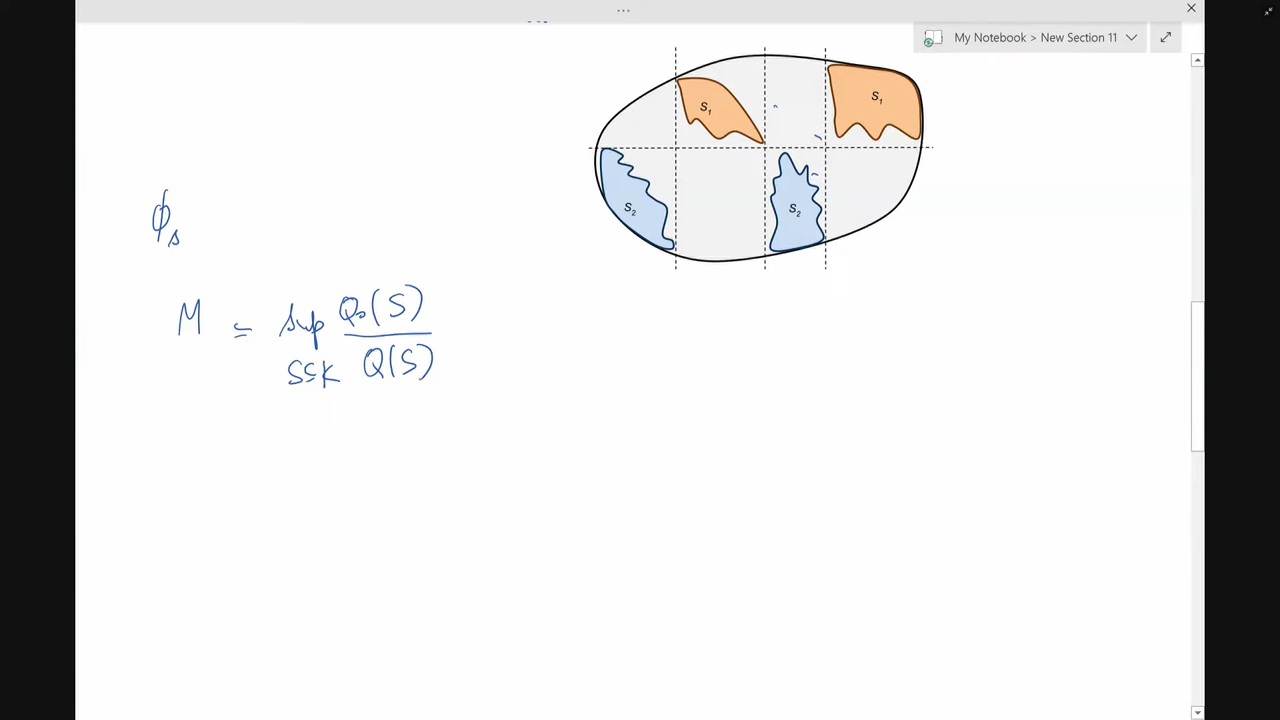 ...
My Notebook > New Section 11
S₁
S₁
S₂
S₂
ϕₛ
M = sup Q₀(S) / Q(S)
S⊆K